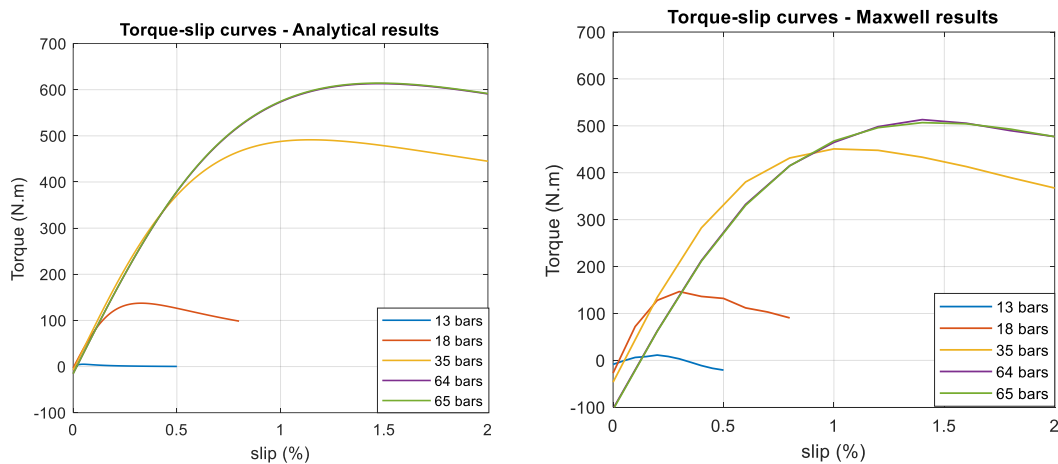 Torque-slip curves - Analytical results
700
600
500
400
300
200
100
0
-100
Torque (N.m)
0
0.5
1
1.5
2
slip (%)
13 bars
18 bars
35 bars
64 bars
65 bars
Torque-slip curves - Maxwell results
700
600
500
400
300
200
100
0
-100
Torque (N.m)
0
0.5
1
1.5
2
slip (%)
13 bars
18 bars
35 bars
64 bars
65 bars